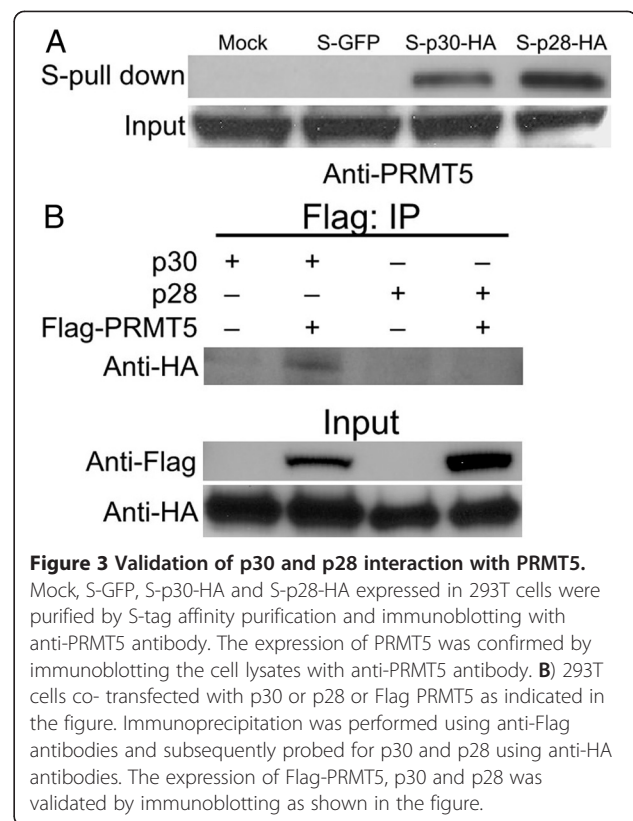 A
Mock S-GFP S-p30-HA S-p28-HA
S-pull down
Input
Anti-PRMT5
B
Flag: IP
p30 + + – –
p28 – – + +
Flag-PRMT5 – + – +
Anti-HA
Input
Anti-Flag
Anti-HA
Figure 3 Validation of p30 and p28 interaction with PRMT5.
Mock, S-GFP, S-p30-HA and S-p28-HA expressed in 293T cells were
purified by S-tag affinity purification and immunoblotting with
anti-PRMT5 antibody. The expression of PRMT5 was confirmed by
immunoblotting the cell lysates with anti-PRMT5 antibody. B) 293T
cells co- transfected with p30 or p28 or Flag PRMT5 as indicated in
the figure. Immunoprecipitation was performed using anti-Flag
antibodies and subsequently probed for p30 and p28 using anti-HA
antibodies. The expression of Flag-PRMT5, p30 and p28 was
validated by immunoblotting as shown in the figure.